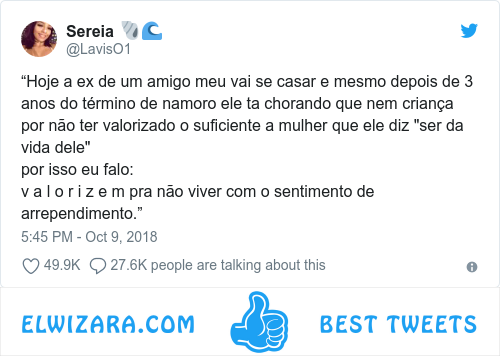 Sereia 🐚🌊
@LavisO1
“Hoje a ex de um amigo meu vai se casar e mesmo depois de 3
anos do término de namoro ele ta chorando que nem criança
por não ter valorizado o suficiente a mulher que ele diz "ser da
vida dele"
por isso eu falo:
v a l o r i z e m pra não viver com o sentimento de
arrependimento.”
5:45 PM - Oct 9, 2018
49.9K 27.6K people are talking about this
ELWIZARA.COM BEST TWEETS